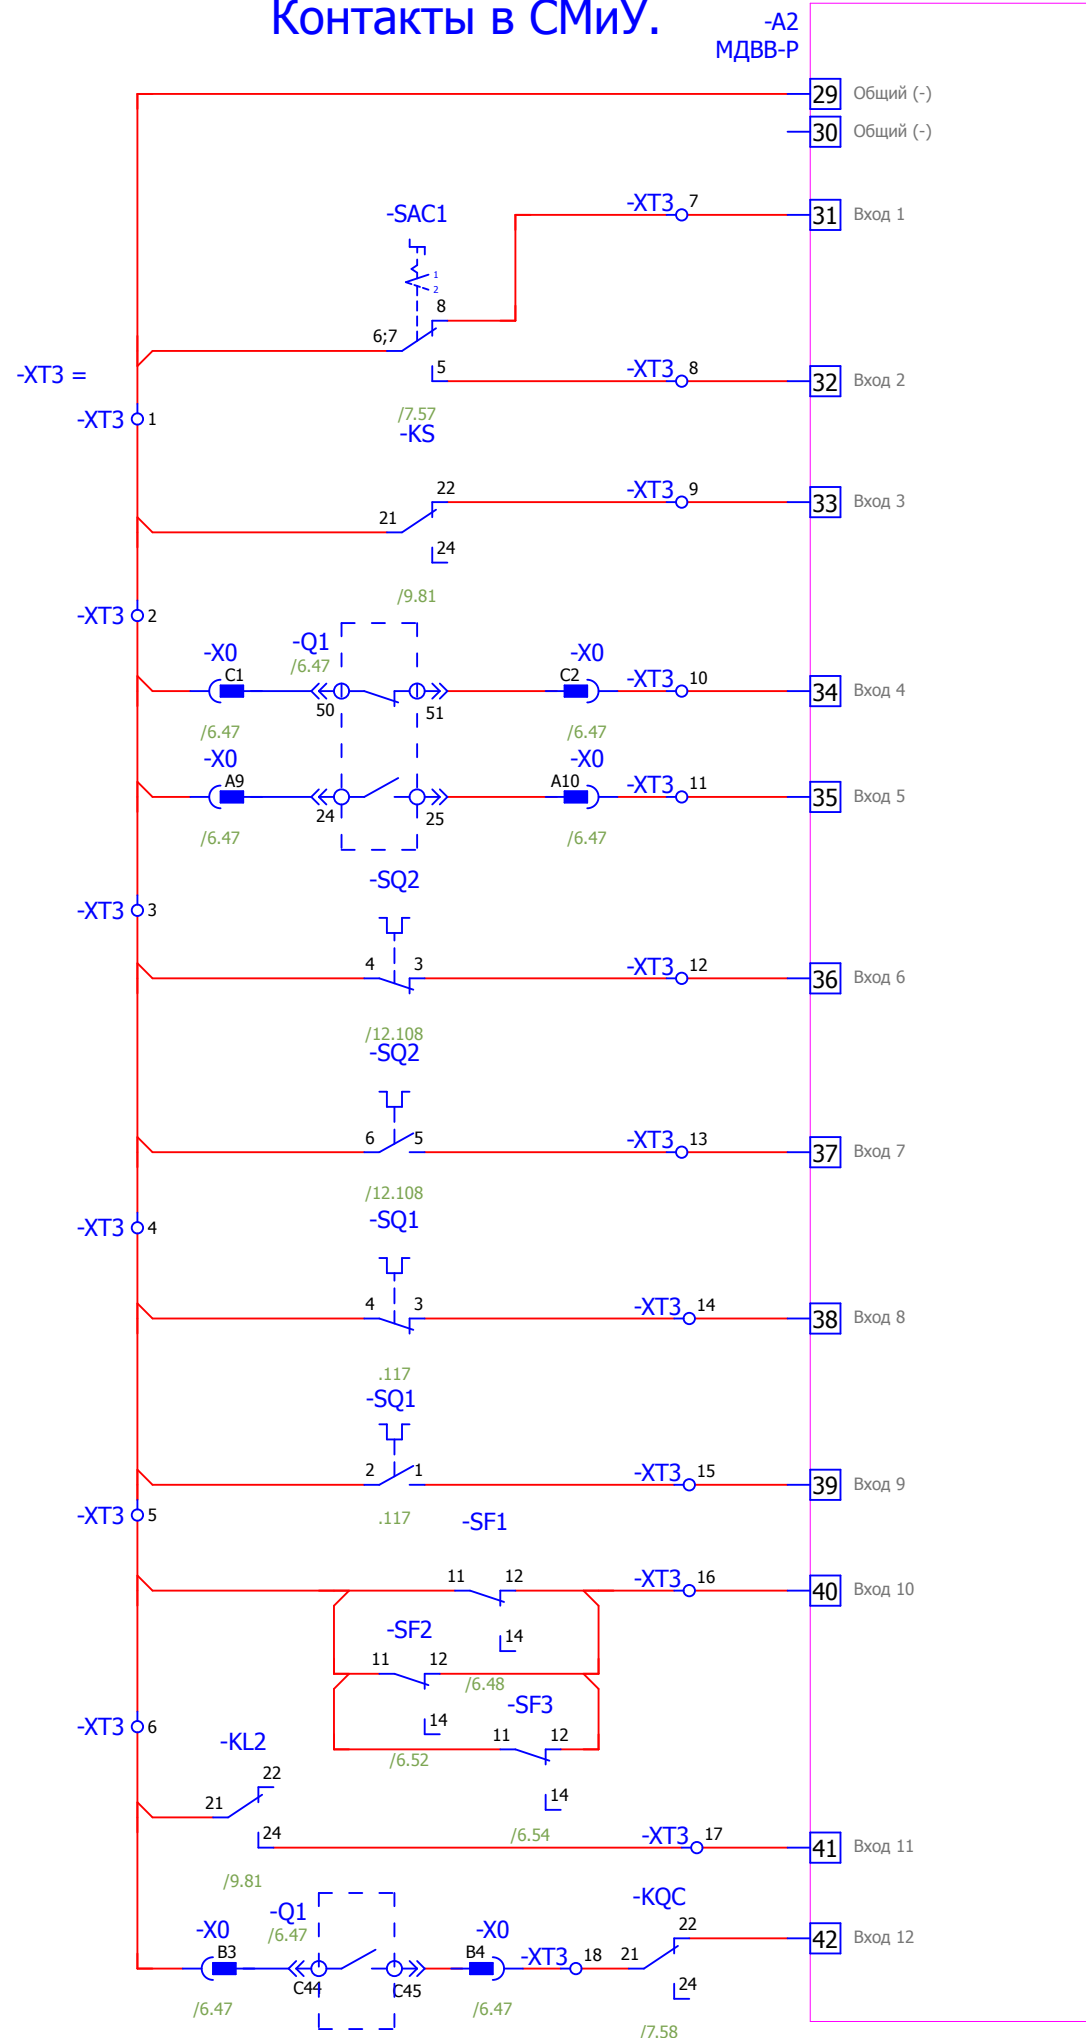 Контакты в СМиУ.
-A2
МДВВ-Р
29 Общий (-)
30 Общий (-)
-SAC1
-XT3 7
31 Вход 1
1
2
8
6;7
5
-XT3 8
32 Вход 2
-XT3 =
-XT3 1
/7.57
-KS
22
21
24
-XT3 9
33 Вход 3
/9.81
-XT3 2
-Q1
/6.47
-X0
C1
50
51
-X0
C2
-XT3 10
34 Вход 4
/6.47
/6.47
-X0
A9
24
25
-X0
A10
-XT3 11
35 Вход 5
/6.47
/6.47
-SQ2
-XT3 3
4 3
-XT3 12
36 Вход 6
/12.108
-SQ2
6 5
-XT3 13
37 Вход 7
/12.108
-XT3 4
-SQ1
4 3
-XT3 14
38 Вход 8
.117
-SQ1
2 1
-XT3 15
39 Вход 9
.117
-XT3 5
-SF1
11 12
14
-XT3 16
40 Вход 10
-SF2
11 12
14
/6.48
-SF3
11 12
14
/6.52
/6.54
-XT3 6
-KL2
22
21
24
-XT3 17
41 Вход 11
/9.81
-Q1
/6.47
-X0
B3
C44
C45
-X0
B4
-XT3 18
-KQC
22
21
24
42 Вход 12
/6.47
/6.47
/7.58